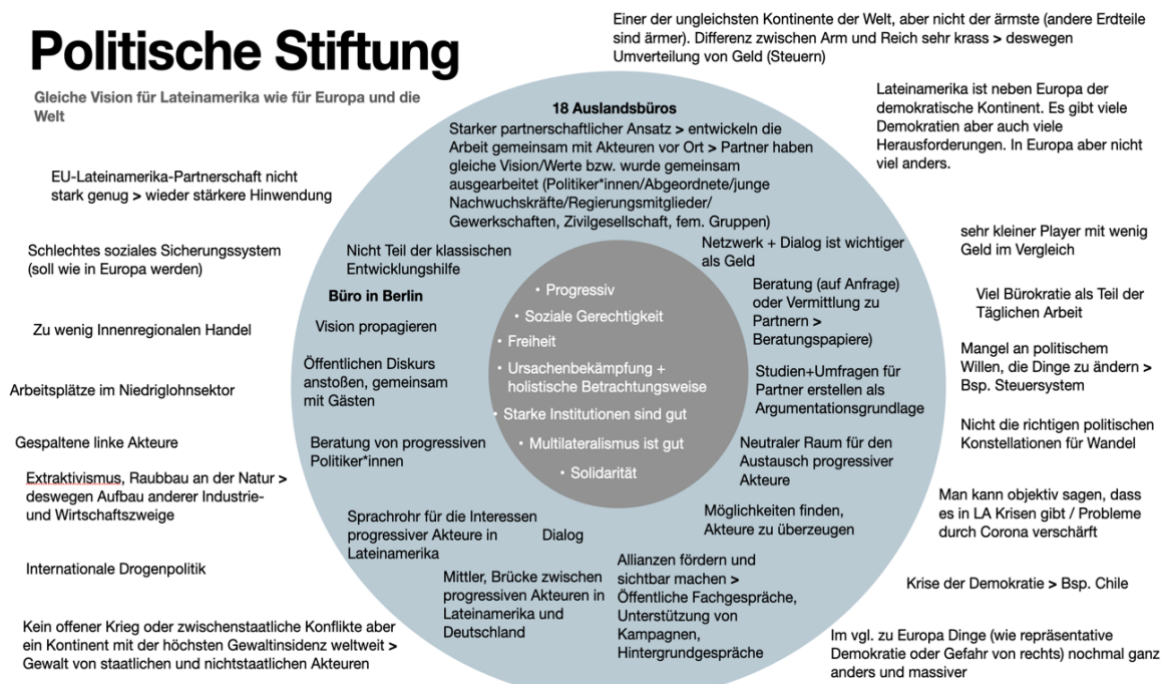 Politische Stiftung
Gleiche Vision für Lateinamerika wie für Europa und die
Welt
Einer der ungleichsten Kontinente der Welt, aber nicht der ärmste (andere Erdteile
sind ärmer). Differenz zwischen Arm und Reich sehr krass > deswegen
Umverteilung von Geld (Steuern)
Lateinamerika ist neben Europa der
demokratische Kontinent. Es gibt viele
Demokratien aber auch viele
Herausforderungen. In Europa aber nicht
viel anders.
18 Auslandsbüros
Starker partnerschaftlicher Ansatz > entwickeln die
Arbeit gemeinsam mit Akteuren vor Ort > Partner haben
gleiche Vision/Werte bzw. wurde gemeinsam
ausgearbeitet (Politiker*innen/Abgeordnete/junge
Nachwuchskräfte/Regierungsmitglieder/
Gewerkschaften, Zivilgesellschaft, fem. Gruppen)
EU-Lateinamerika-Partnerschaft nicht
stark genug > wieder stärkere Hinwendung
Schlechtes soziales Sicherungssystem
(soll wie in Europa werden)
Zu wenig Innenregionalen Handel
Arbeitsplätze im Niedriglohnsektor
Gespaltene linke Akteure
Extraktivismus, Raubbau an der Natur >
deswegen Aufbau anderer Industrie-
und Wirtschaftszweige
Internationale Drogenpolitik
Kein offener Krieg oder zwischenstaatliche Konflikte aber
ein Kontinent mit der höchsten Gewaltinsidenz weltweit >
Gewalt von staatlichen und nichtstaatlichen Akteuren
Nicht Teil der klassischen
Entwicklungshilfe
Büro in Berlin
Vision propagieren
Öffentlichen Diskurs
anstoßen, gemeinsam
mit Gästen
Beratung von progressiven
Politiker*innen
Sprachrohr für die Interessen
progressiver Akteure in
Lateinamerika
Dialog
Mittler, Brücke zwischen
progressiven Akteuren in
Lateinamerika und
Deutschland
• Progressiv
• Soziale Gerechtigkeit
• Freiheit
• Ursachenbekämpfung +
holistische Betrachtungsweise
• Starke Institutionen sind gut
• Multilateralismus ist gut
• Solidarität
Netzwerk + Dialog ist wichtiger
als Geld
Beratung (auf Anfrage)
oder Vermittlung zu
Partnern >
Beratungspapiere)
Studien+Umfragen für
Partner erstellen als
Argumentationsgrundlage
Neutraler Raum für den
Austausch progressiver
Akteure
Möglichkeiten finden,
Akteure zu überzeugen
Allianzen fördern und
sichtbar machen >
Öffentliche Fachgespräche,
Unterstützung von
Kampagnen,
Hintergrundgespräche
sehr kleiner Player mit wenig
Geld im Vergleich
Viel Bürokratie als Teil der
Täglichen Arbeit
Mangel an politischem
Willen, die Dinge zu ändern >
Bsp. Steuersystem
Nicht die richtigen politischen
Konstellationen für Wandel
Man kann objektiv sagen, dass
es in LA Krisen gibt / Probleme
durch Corona verschärft
Krise der Demokratie > Bsp. Chile
Im vgl. zu Europa Dinge (wie repräsentative
Demokratie oder Gefahr von rechts) nochmal ganz
anders und massiver